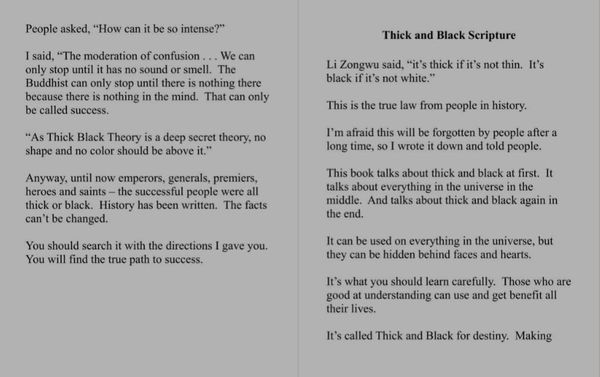 People asked, “How can it be so intense?”
I said, “The moderation of confusion . . . We can
only stop until it has no sound or smell.  The
Buddhist can only stop until there is nothing there
because there is nothing in the mind.  That can only
be called success.
“As Thick Black Theory is a deep secret theory, no
shape and no color should be above it.”
Anyway, until now emperors, generals, premiers,
heroes and saints – the successful people were all
thick or black.  History has been written.  The facts
can’t be changed.
You should search it with the directions I gave you.
You will find the true path to success.
Thick and Black Scripture
Li Zongwu said, “it’s thick if it’s not thin.  It’s
black if it’s not white.”
This is the true law from people in history.
I’m afraid this will be forgotten by people after a
long time, so I wrote it down and told people.
This book talks about thick and black at first.  It
talks about everything in the universe in the
middle.  And talks about thick and black again in
the end.
It can be used on everything in the universe, but
they can be hidden behind faces and hearts.
It’s what you should learn carefully.  Those who are
good at understanding can use and get benefit all
their lives.
It’s called Thick and Black for destiny.  Making